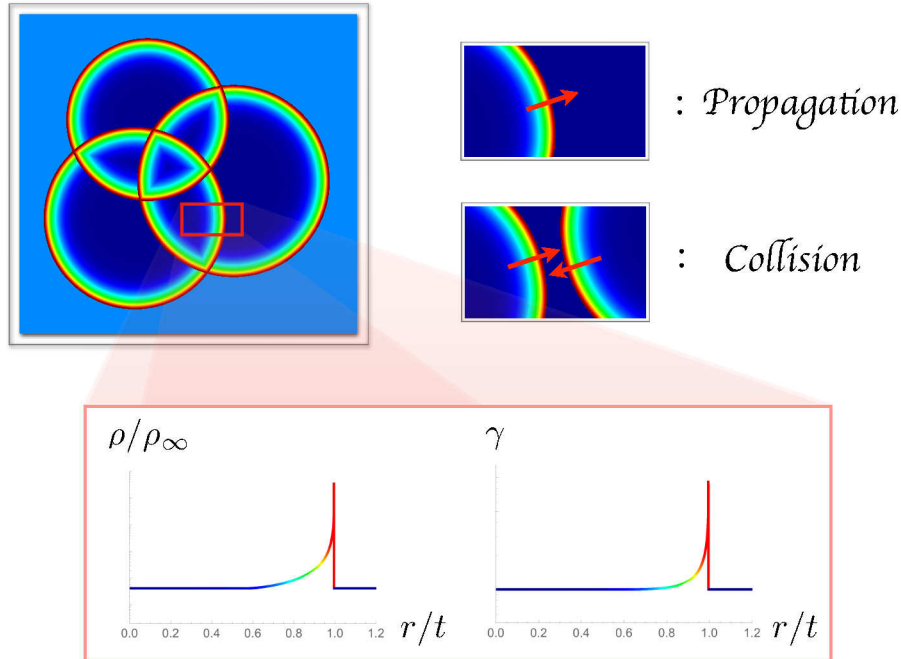 : Propagation
: Collision
ρ/ρ∞
γ
0.0 0.2 0.4 0.6 0.8 1.0 1.2 r/t
0.0 0.2 0.4 0.6 0.8 1.0 1.2 r/t